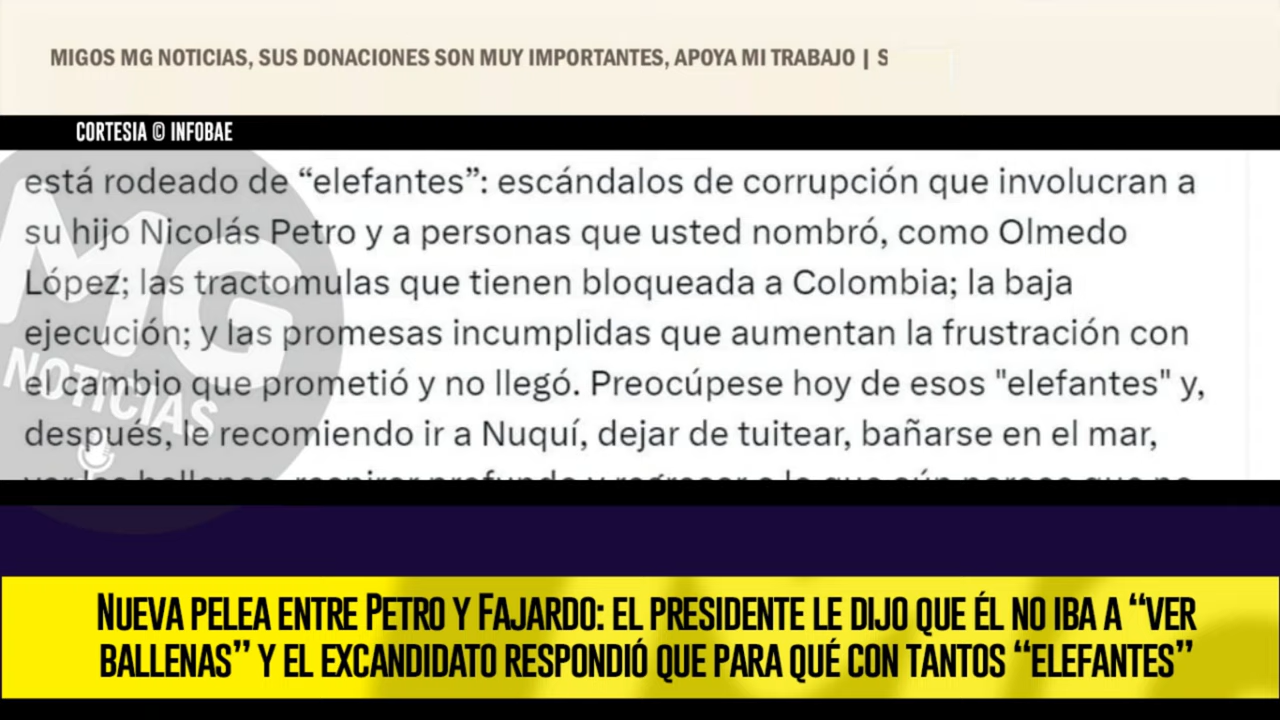 MIGOS MG NOTICIAS, SUS DONACIONES SON MUY IMPORTANTES, APOYA MI TRABAJO | S
CORTESIA © INFOBAE
está rodeado de “elefantes”: escándalos de corrupción que involucran a
su hijo Nicolás Petro y a personas que usted nombró, como Olmedo
López; las tractomulas que tienen bloqueada a Colombia; la baja
ejecución; y las promesas incumplidas que aumentan la frustración con
el cambio que prometió y no llegó. Preocúpese hoy de esos "elefantes" y,
después, le recomiendo ir a Nuquí, dejar de tuitear, bañarse en el mar,
MG
NOTICIAS
NUEVA PELEA ENTRE PETRO Y FAJARDO: EL PRESIDENTE LE DIJO QUE ÉL NO IBA A “VER
BALLENAS” Y EL EXCANDIDATO RESPONDIÓ QUE PARA QUÉ CON TANTOS “ELEFANTES”